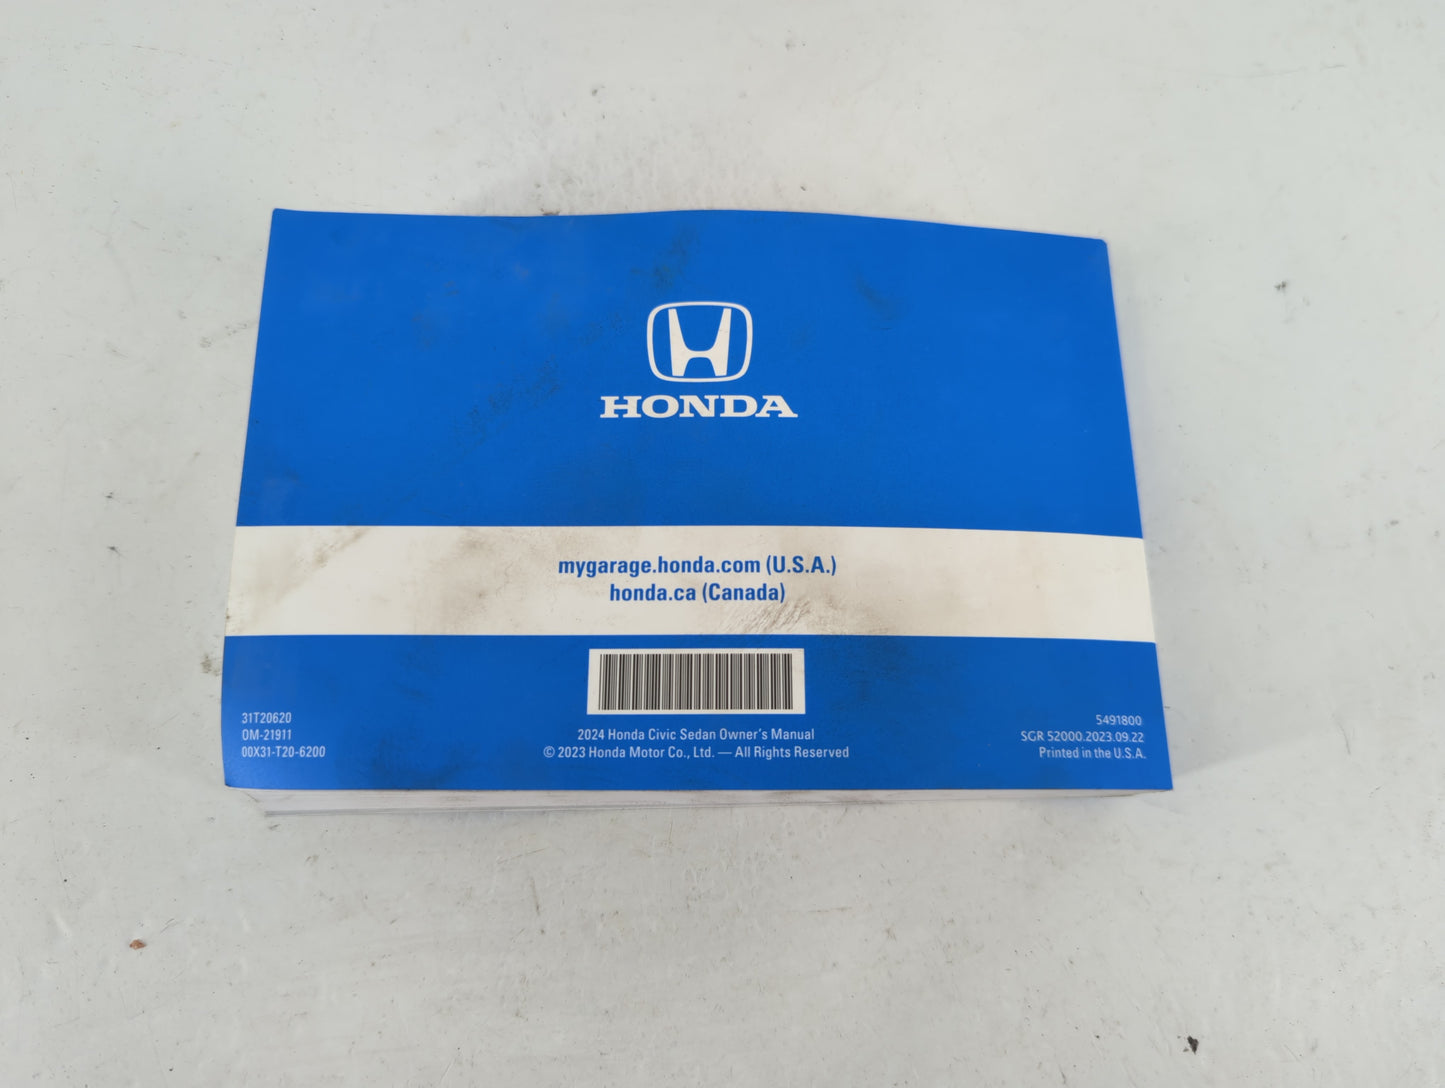 HONDA
mygarage.honda.com (U.S.A.)
honda.ca (Canada)
31T20620
OM-21911
00X31-T20-6200
2024 Honda Civic Sedan Owner's Manual
© 2023 Honda Motor Co., Ltd. — All Rights Reserved
5491800
SGR 52000.2023.09.22
Printed in the U.S.A.